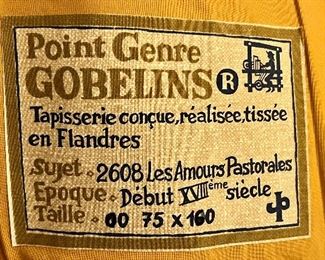 Point Genre
GOBELINS ®
Tapisserie conçue, réalisée, tissée
en Flandres
Sujet - 2608 Les Amours Pastorales
Epoque - Début XVIIIème siècle
Taille - 00 75 x 160